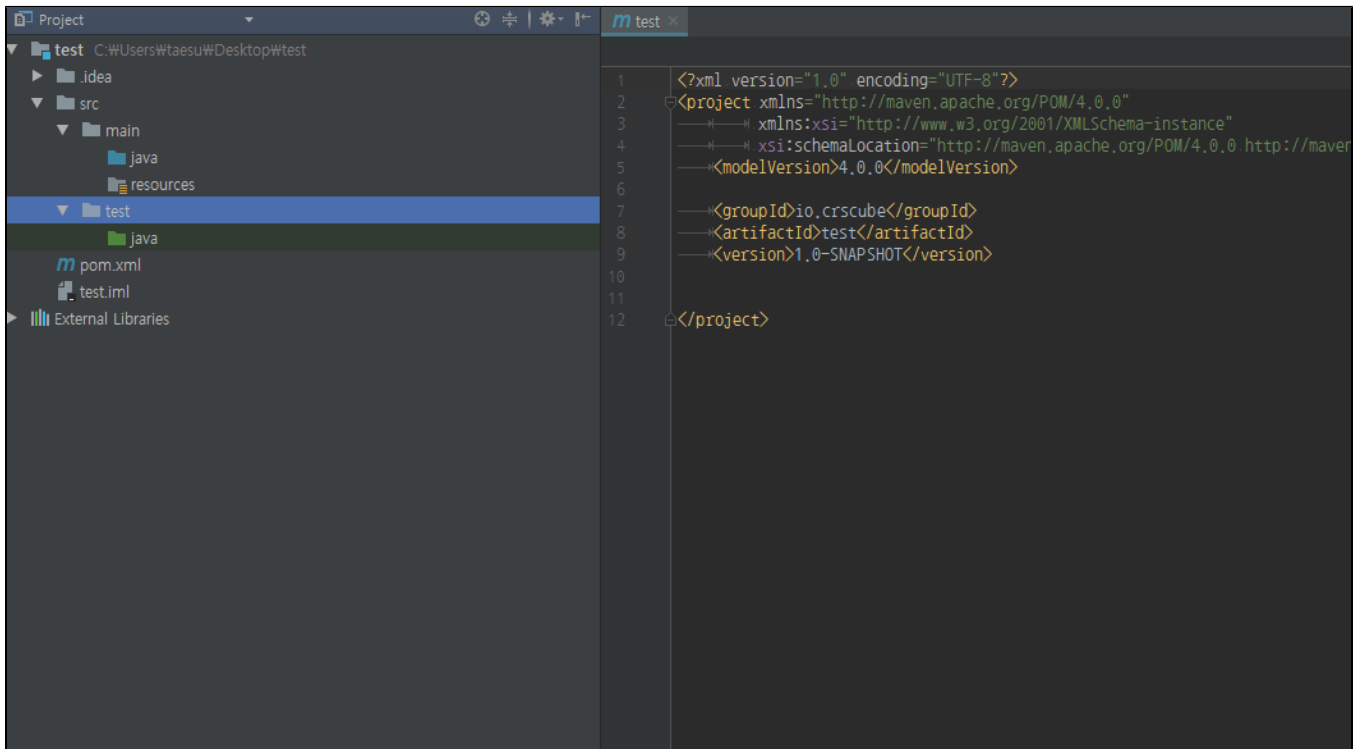 Project
test C:₩Users₩taesu₩Desktop₩test
.idea
src
main
java
resources
test
java
pom.xml
test.iml
External Libraries
m test
1 <?xml version="1.0" encoding="UTF-8"?>
2 <project xmlns="http://maven.apache.org/POM/4.0.0"
3 xmlns:xsi="http://www.w3.org/2001/XMLSchema-instance"
4 xsi:schemaLocation="http://maven.apache.org/POM/4.0.0 http://maven
5 <modelVersion>4.0.0</modelVersion>
6
7 <groupId>io.crscube</groupId>
8 <artifactId>test</artifactId>
9 <version>1.0-SNAPSHOT</version>
10
11
12 </project>